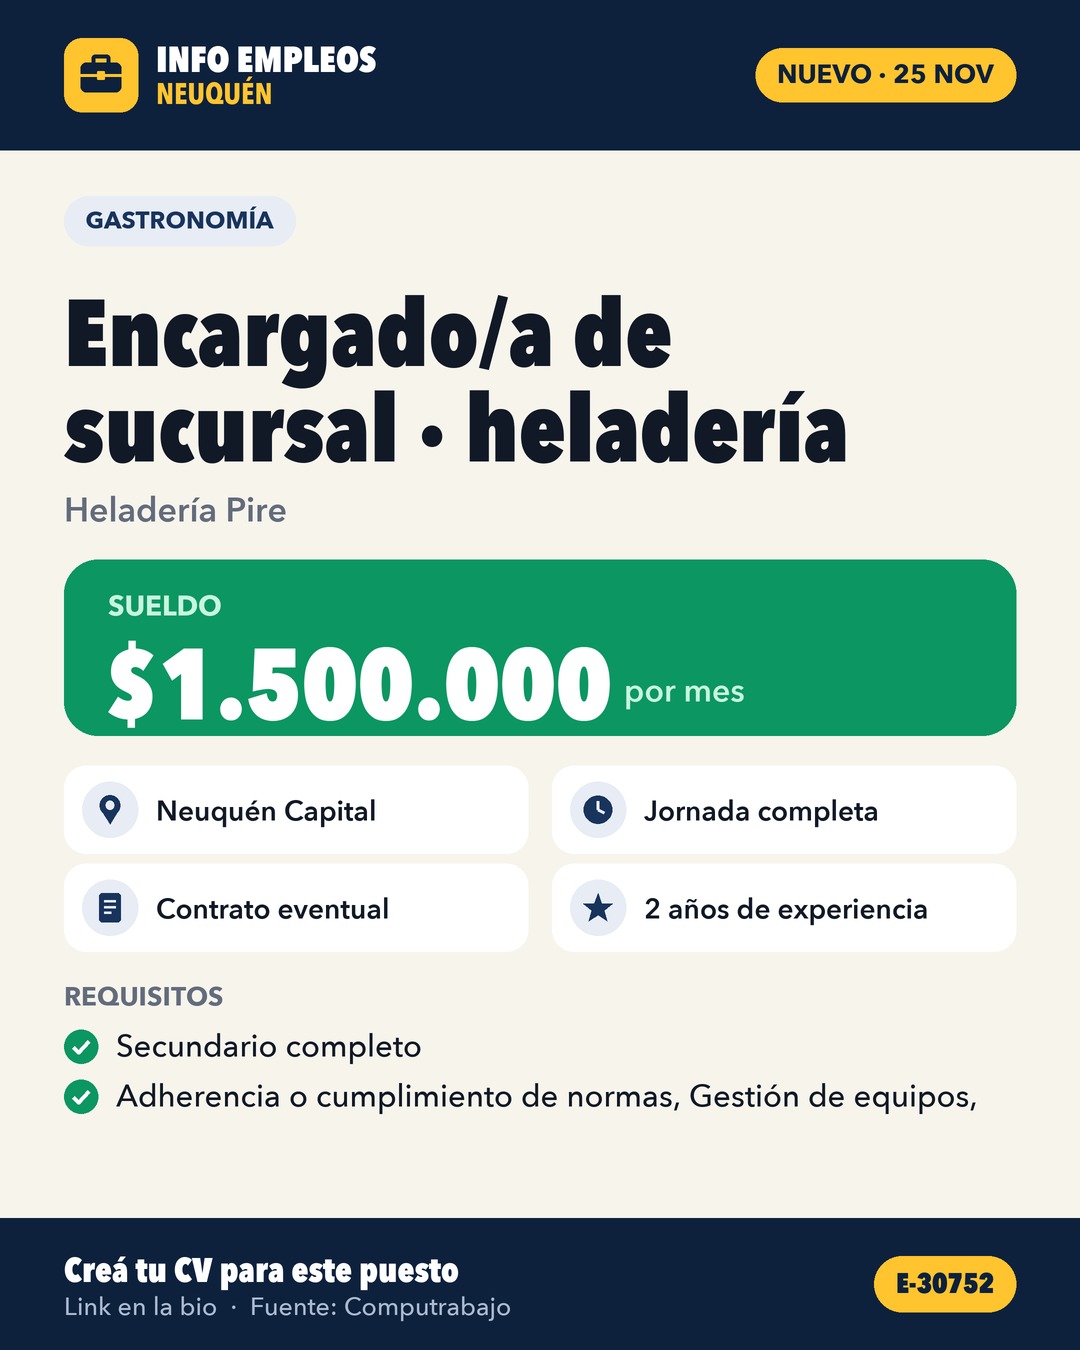 INFO EMPLEOS
NEUQUÉN
NUEVO · 25 NOV
GASTRONOMÍA
Encargado/a de
sucursal · heladería
Heladería Pire
SUELDO
$1.500.000 por mes
Neuquén Capital
Jornada completa
Contrato eventual
2 años de experiencia
REQUISITOS
Secundario completo
Adherencia o cumplimiento de normas, Gestión de equipos,
Creá tu CV para este puesto
Link en la bio · Fuente: Computrabajo
E-30752